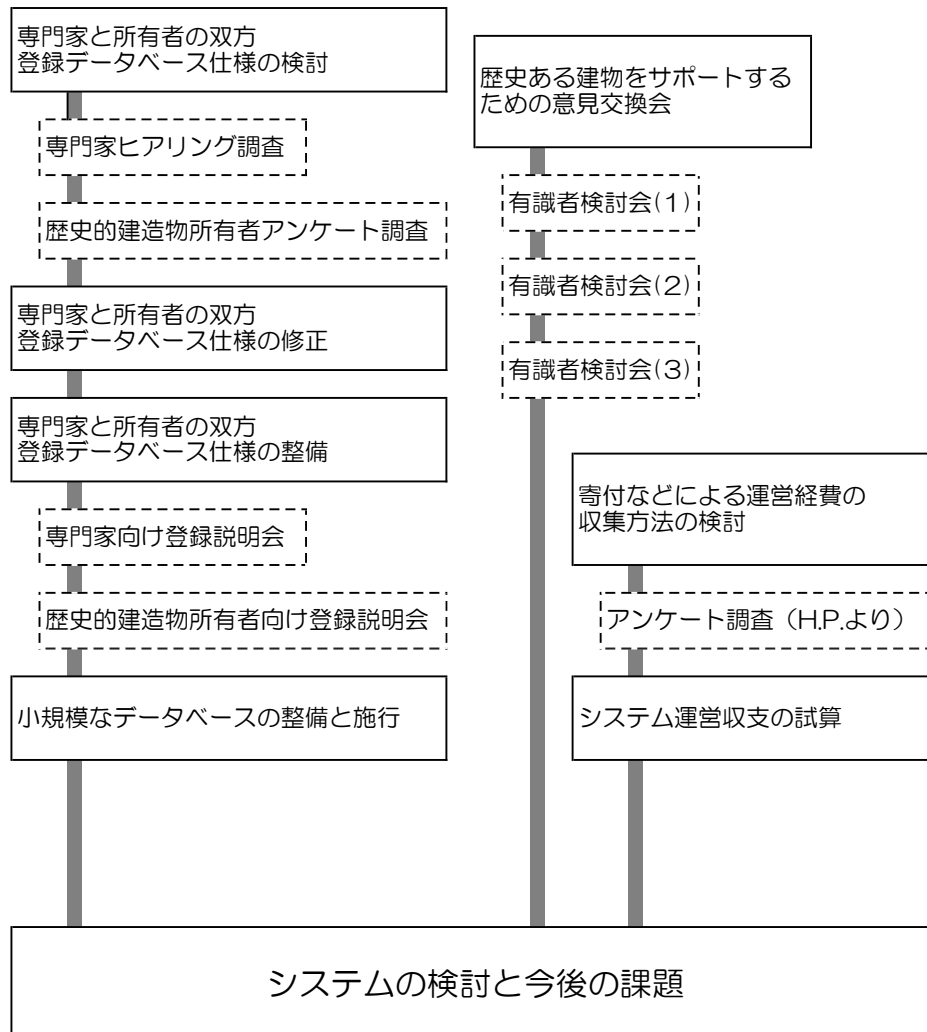 専門家と所有者の双方
登録データベース仕様の検討
専門家ヒアリング調査
歴史的建造物所有者アンケート調査
専門家と所有者の双方
登録データベース仕様の修正
専門家と所有者の双方
登録データベース仕様の整備
専門家向け登録説明会
歴史的建造物所有者向け登録説明会
小規模なデータベースの整備と施行
歴史ある建物をサポートする
ための意見交換会
有識者検討会(1)
有識者検討会(2)
有識者検討会(3)
寄付などによる運営経費の
収集方法の検討
アンケート調査（H.P.より）
システム運営収支の試算
システムの検討と今後の課題